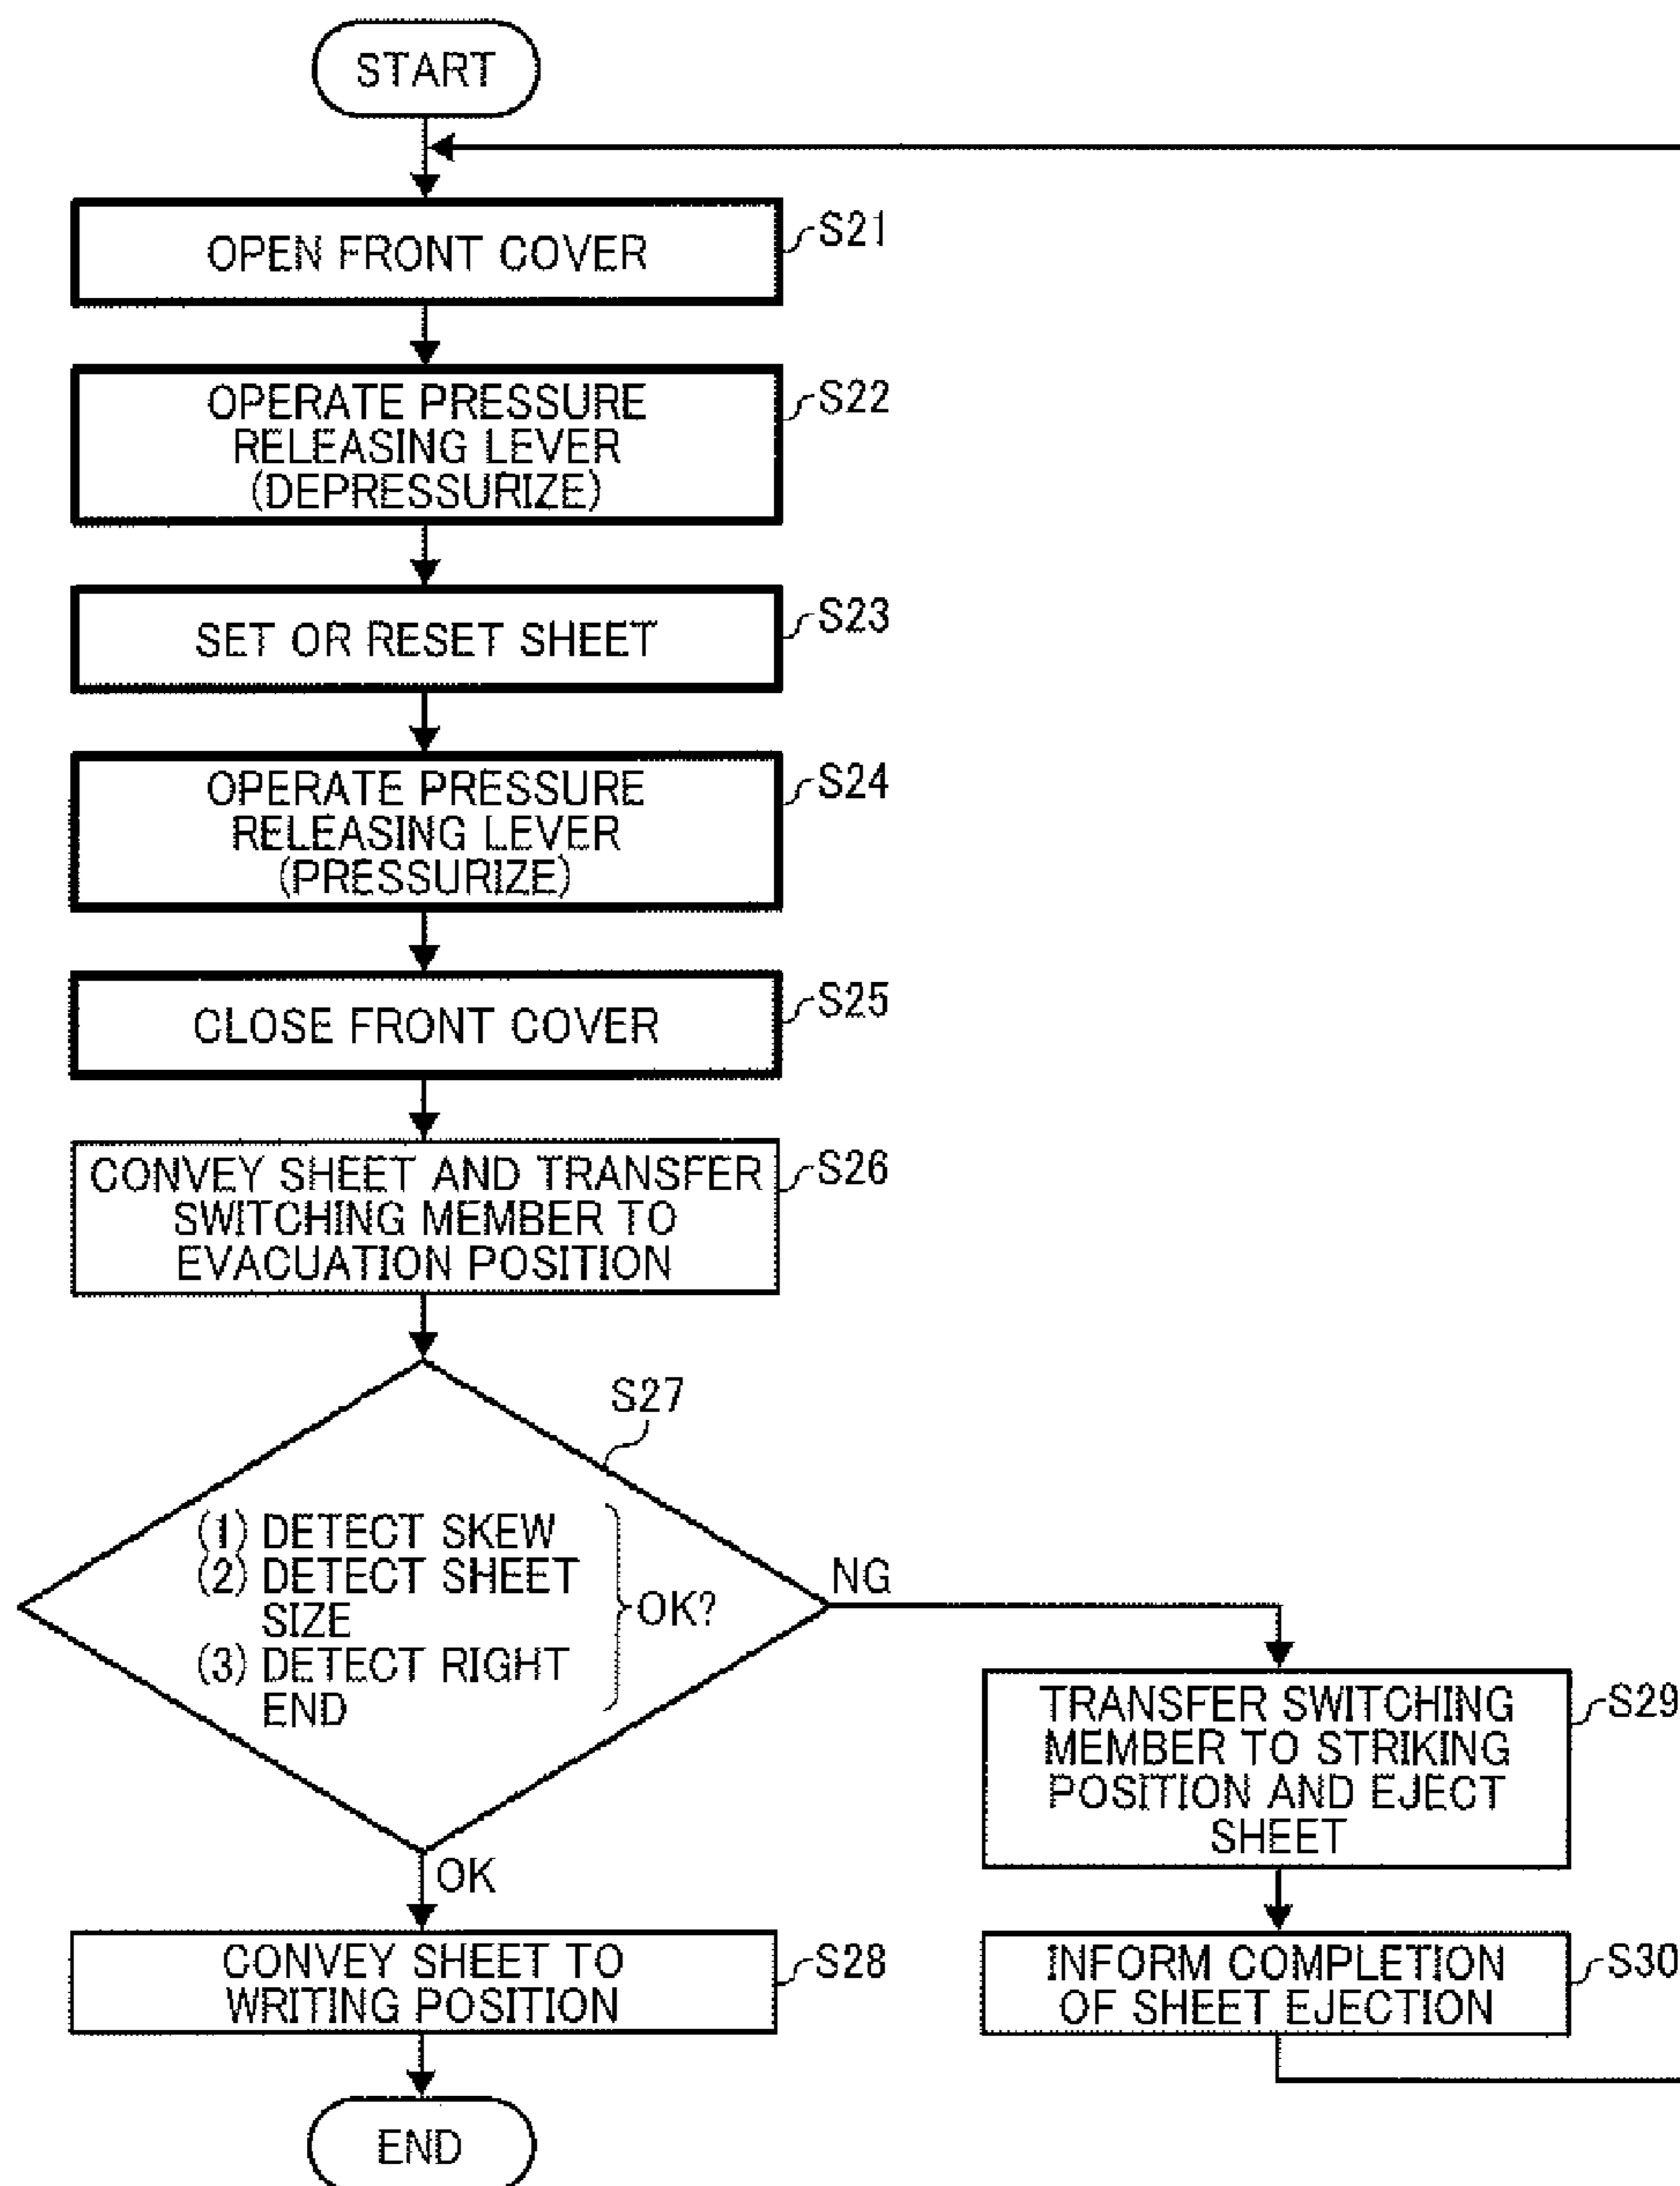 START
OPEN FRONT COVER
S21
OPERATE PRESSURE
RELEASING LEVER
(DEPRESSURIZE)
S22
SET OR RESET SHEET
S23
OPERATE PRESSURE
RELEASING LEVER
(PRESSURIZE)
S24
CLOSE FRONT COVER
S25
CONVEY SHEET AND TRANSFER
SWITCHING MEMBER TO
EVACUATION POSITION
S26
S27
(1) DETECT SKEW
(2) DETECT SHEET
SIZE
(3) DETECT RIGHT
END
OK?
NG
OK
CONVEY SHEET TO
WRITING POSITION
S28
END
TRANSFER SWITCHING
MEMBER TO STRIKING
POSITION AND EJECT
SHEET
S29
INFORM COMPLETION
OF SHEET EJECTION
S30